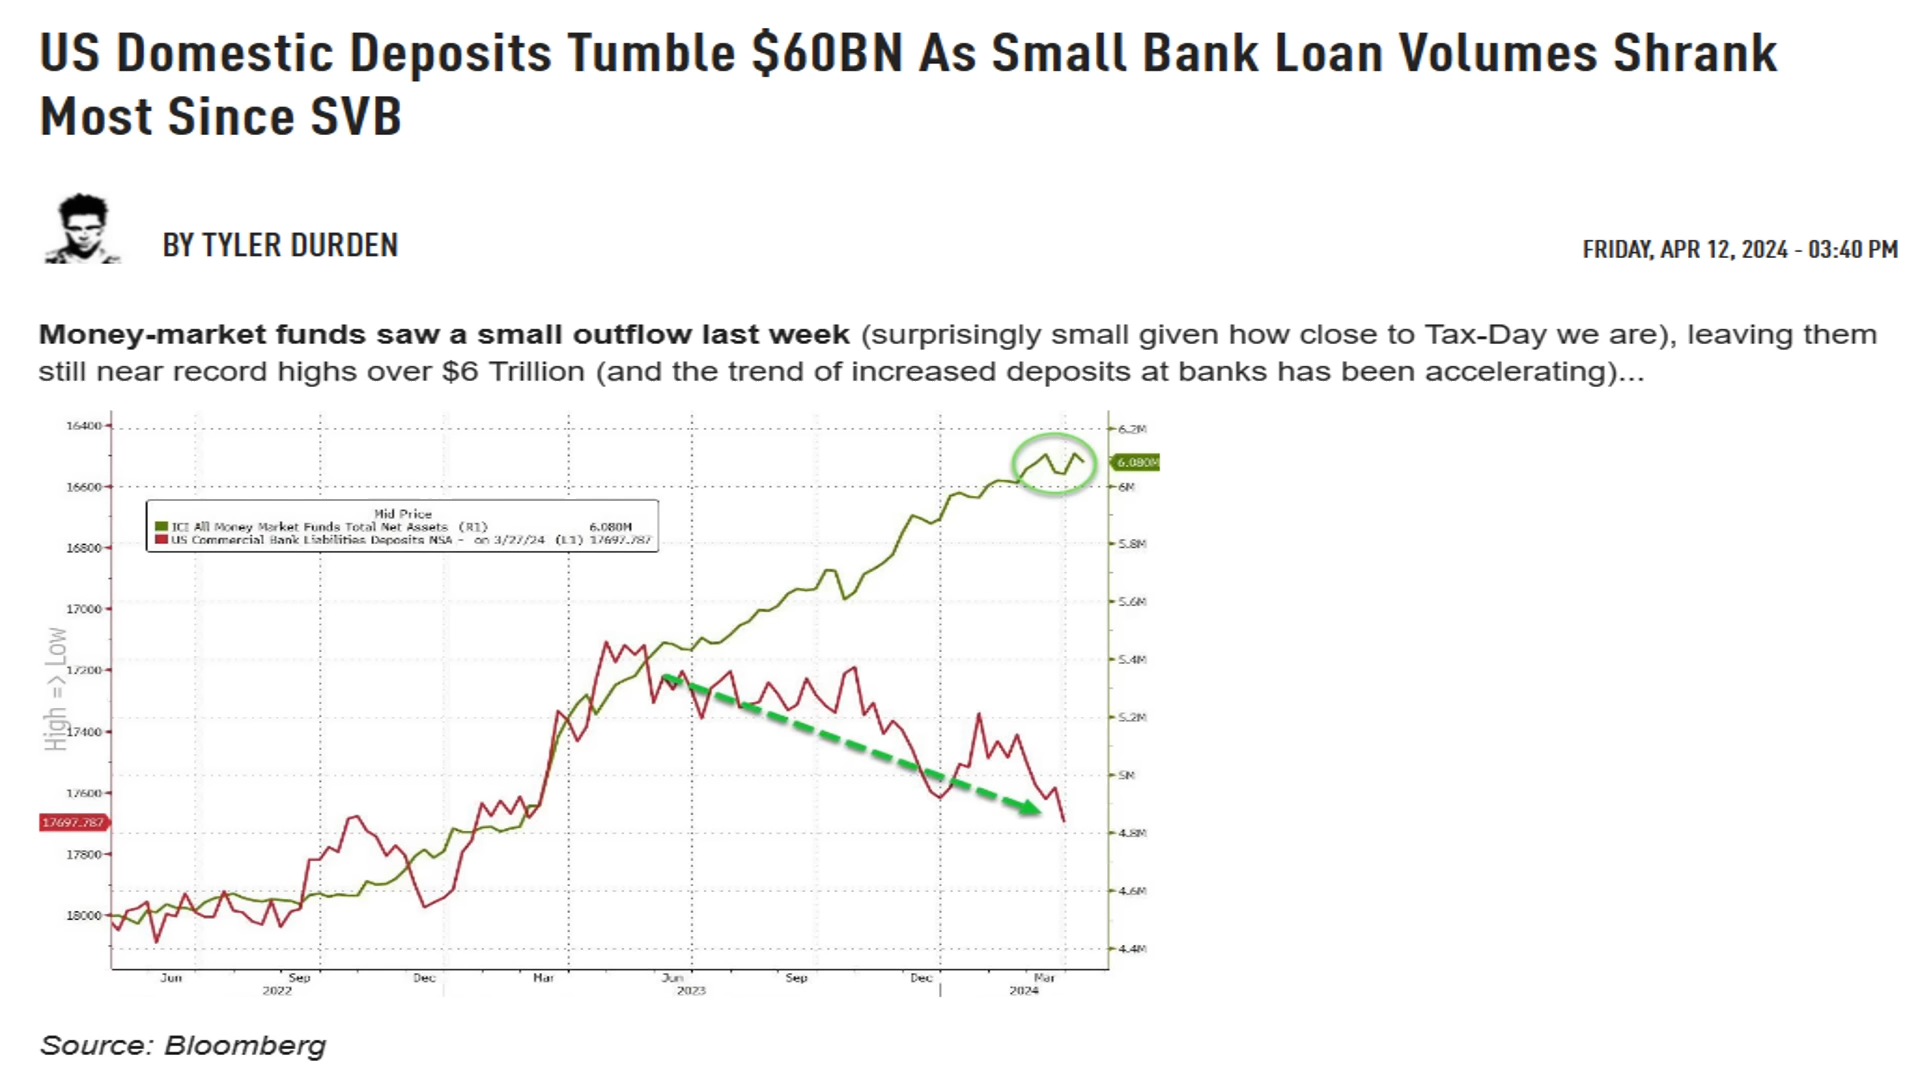 US Domestic Deposits Tumble $60BN As Small Bank Loan Volumes Shrank
Most Since SVB
BY TYLER DURDEN
FRIDAY, APR 12, 2024 - 03:40 PM
Money-market funds saw a small outflow last week (surprisingly small given how close to Tax-Day we are), leaving them
still near record highs over $6 Trillion (and the trend of increased deposits at banks has been accelerating)...
High => Low
16400
16600
16800
17000
17200
17400
17600
17697.787
17800
18000
Mid Price
ICI All Money Market Funds Total Net Assets (R1) 6.080M
US Commercial Bank Liabilities Deposits NSA - on 3/27/24 (L1) 17697.787
6.2M
6.080M
6M
5.8M
5.6M
5.4M
5.2M
5M
4.8M
4.6M
4.4M
Jun Sep Dec Mar Jun Sep Dec Mar
2022 2023 2024
Source: Bloomberg